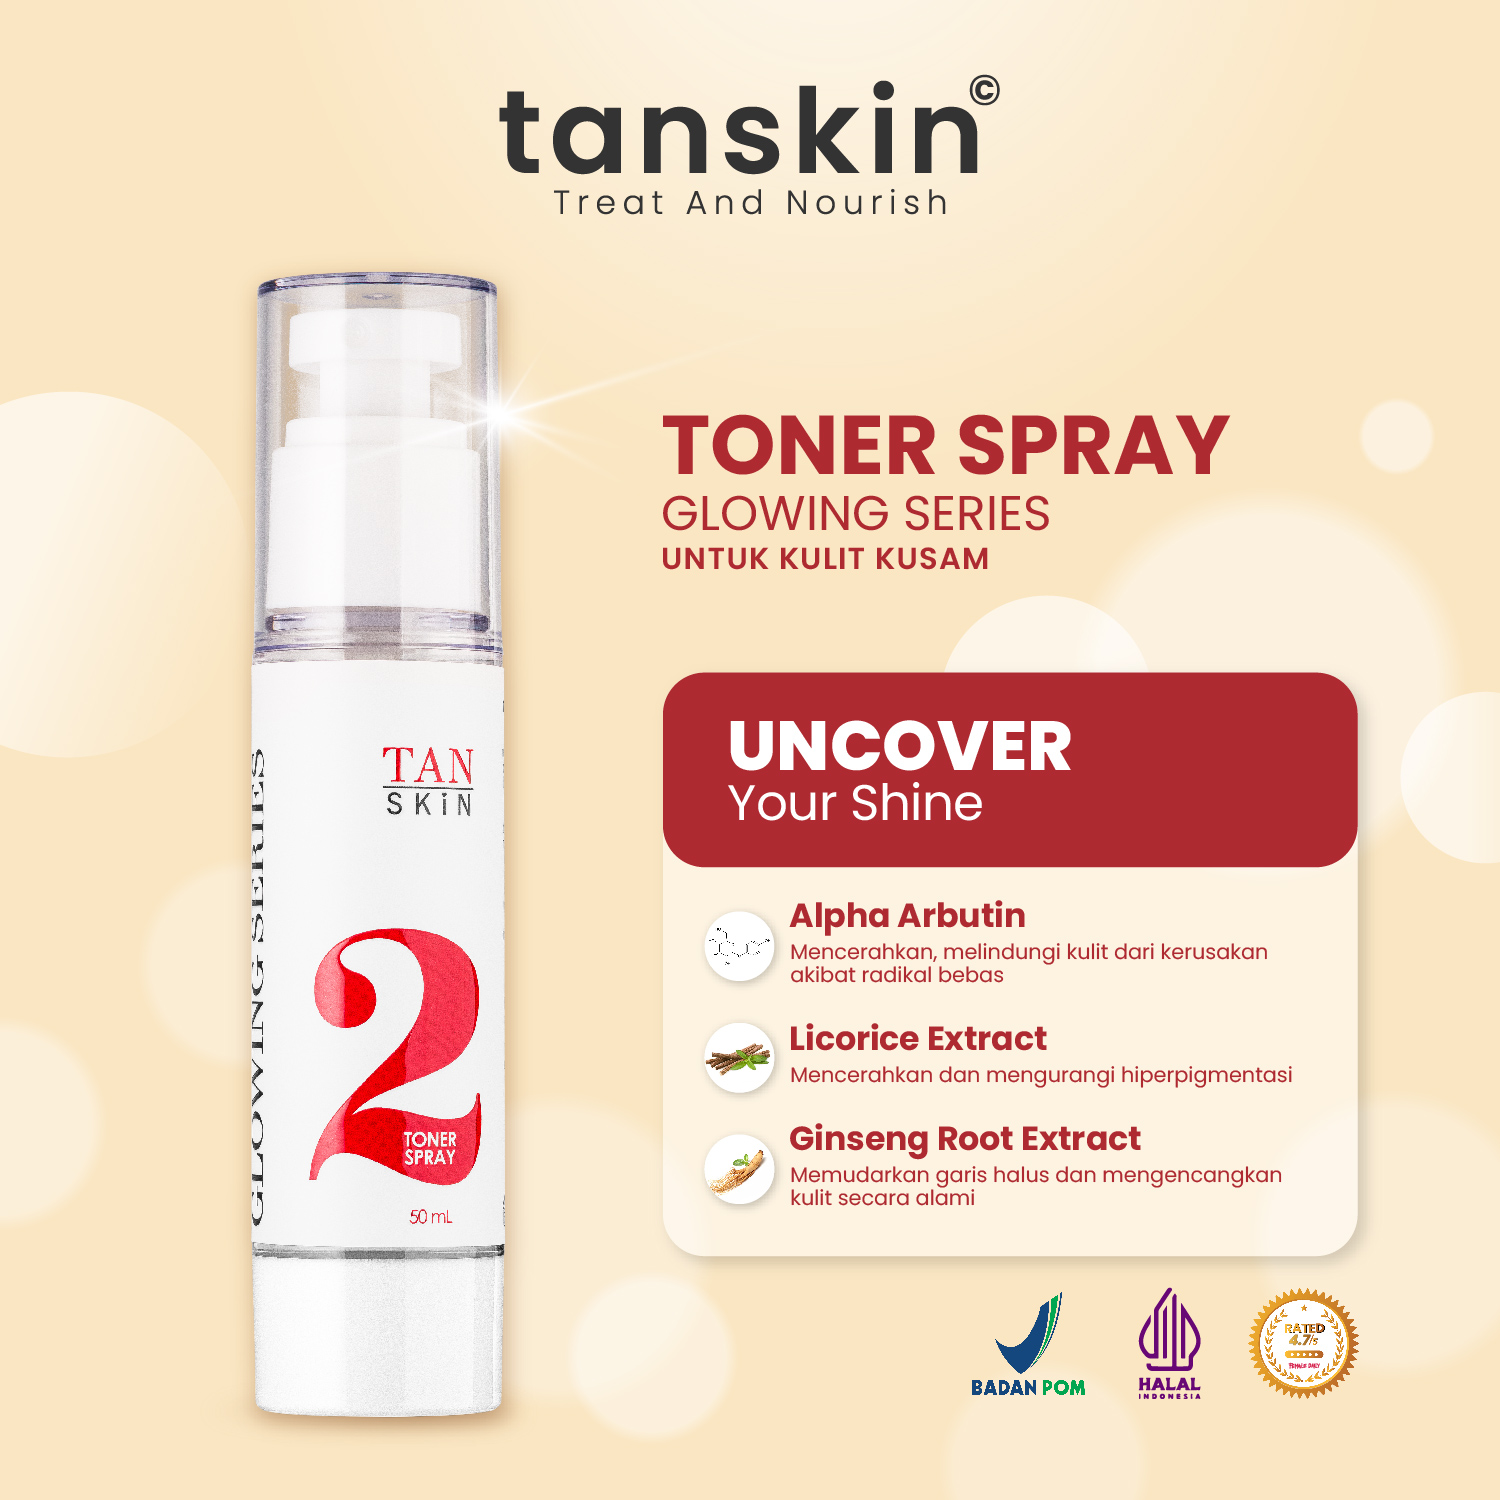 tanskin©
Treat And Nourish
TONER SPRAY
GLOWING SERIES
UNTUK KULIT KUSAM
TAN
SKiN
GLOWING SERIES
2
TONER
SPRAY
50 mL
UNCOVER
Your Shine
Alpha Arbutin
Mencerahkan, melindungi kulit dari kerusakan
akibat radikal bebas
Licorice Extract
Mencerahkan dan mengurangi hiperpigmentasi
Ginseng Root Extract
Memudarkan garis halus dan mengencangkan
kulit secara alami
BADAN POM
HALAL
INDONESIA
RATED
4.7/5
FEMALE DAILY